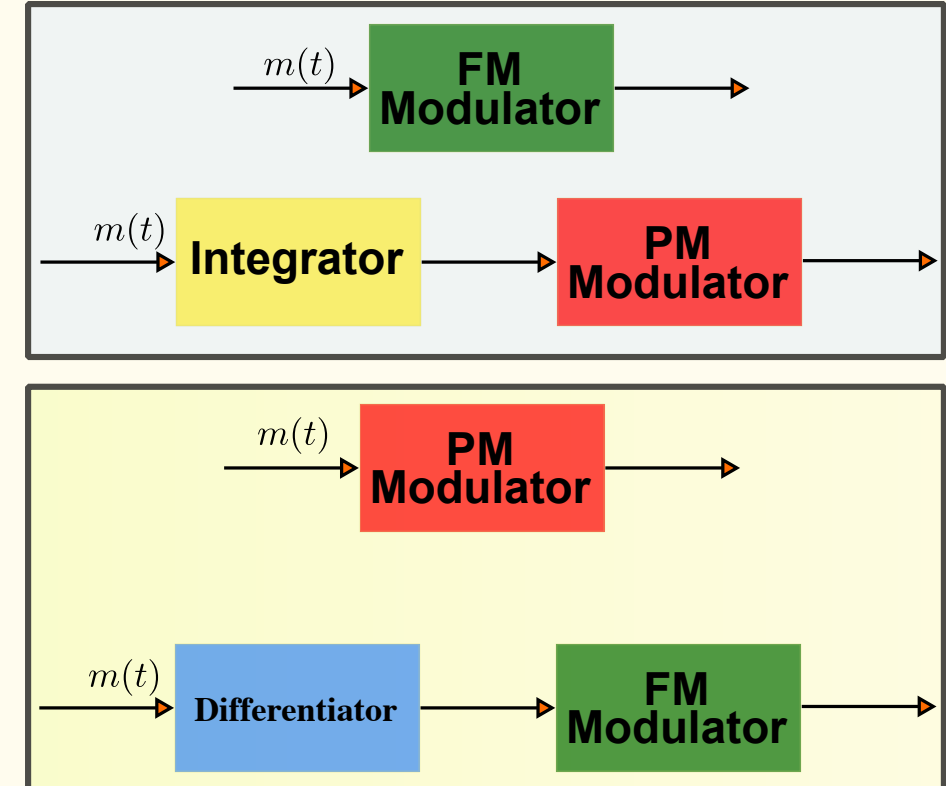 m(t)
FM
Modulator
m(t)
Integrator
PM
Modulator
m(t)
PM
Modulator
m(t)
Differentiator
FM
Modulator